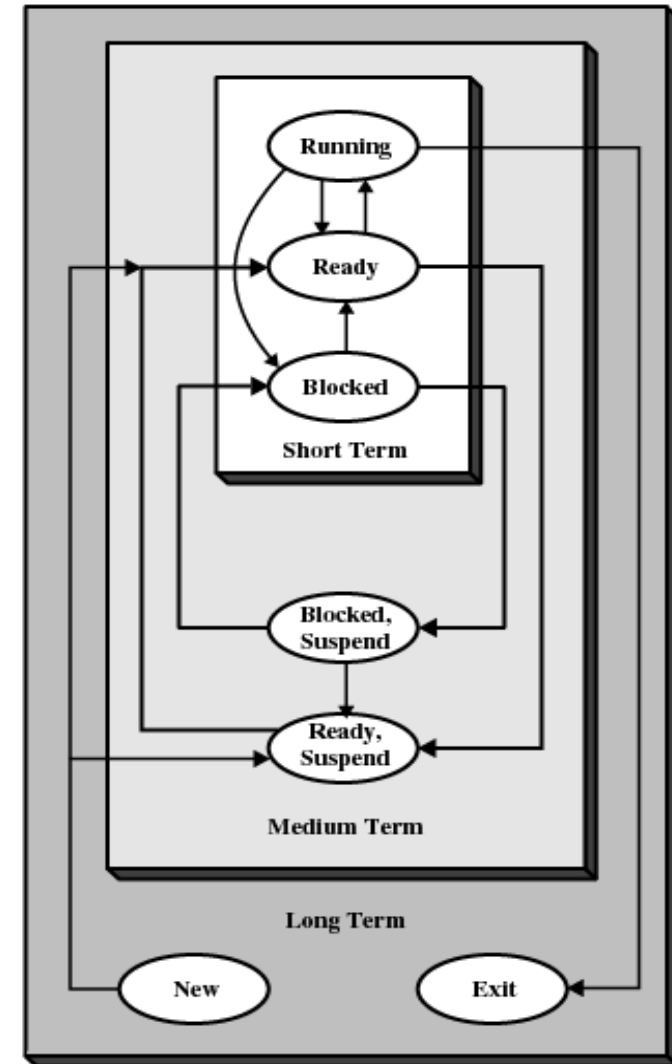 Running
Ready
Blocked
Short Term
Blocked,
Suspend
Ready,
Suspend
Medium Term
Long Term
New
Exit